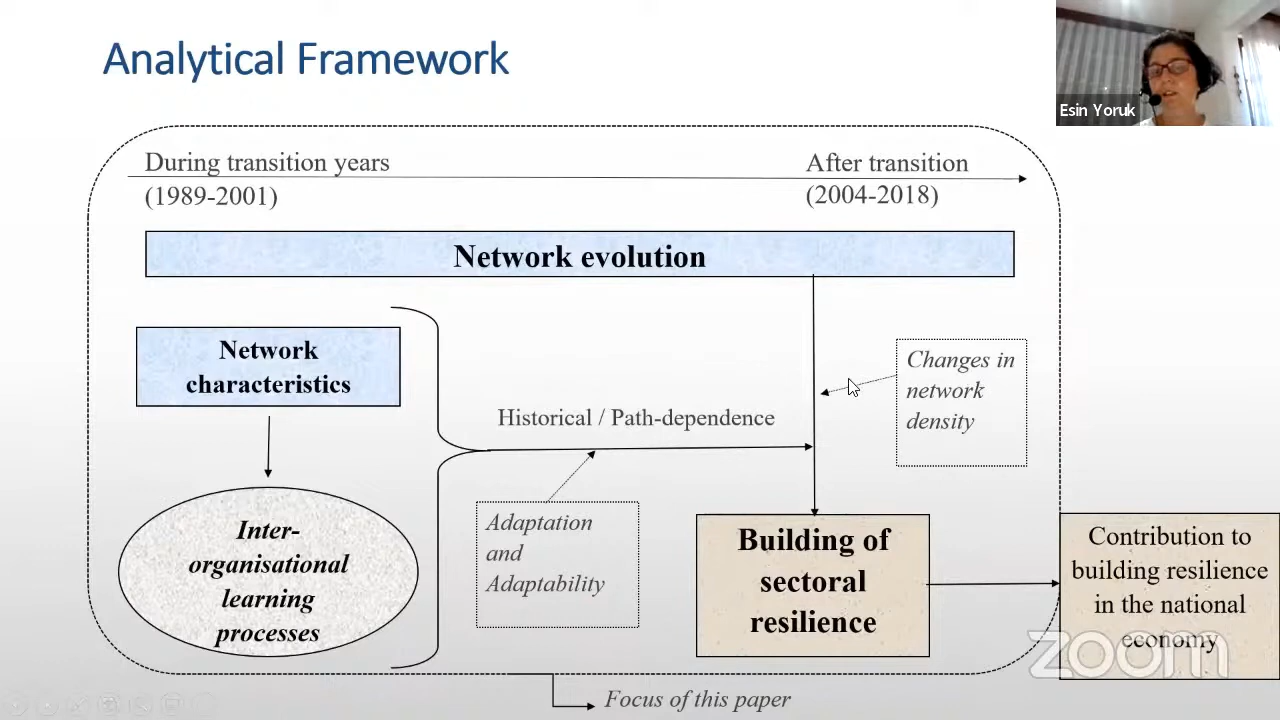 Analytical Framework
Esin Yoruk
During transition years
(1989-2001)
After transition
(2004-2018)
Network evolution
Network
characteristics
Changes in
network
density
Historical / Path-dependence
Inter-
organisational
learning
processes
Adaptation
and
Adaptability
Building of
sectoral
resilience
Contribution to
building resilience
in the national
economy
zoom
Focus of this paper